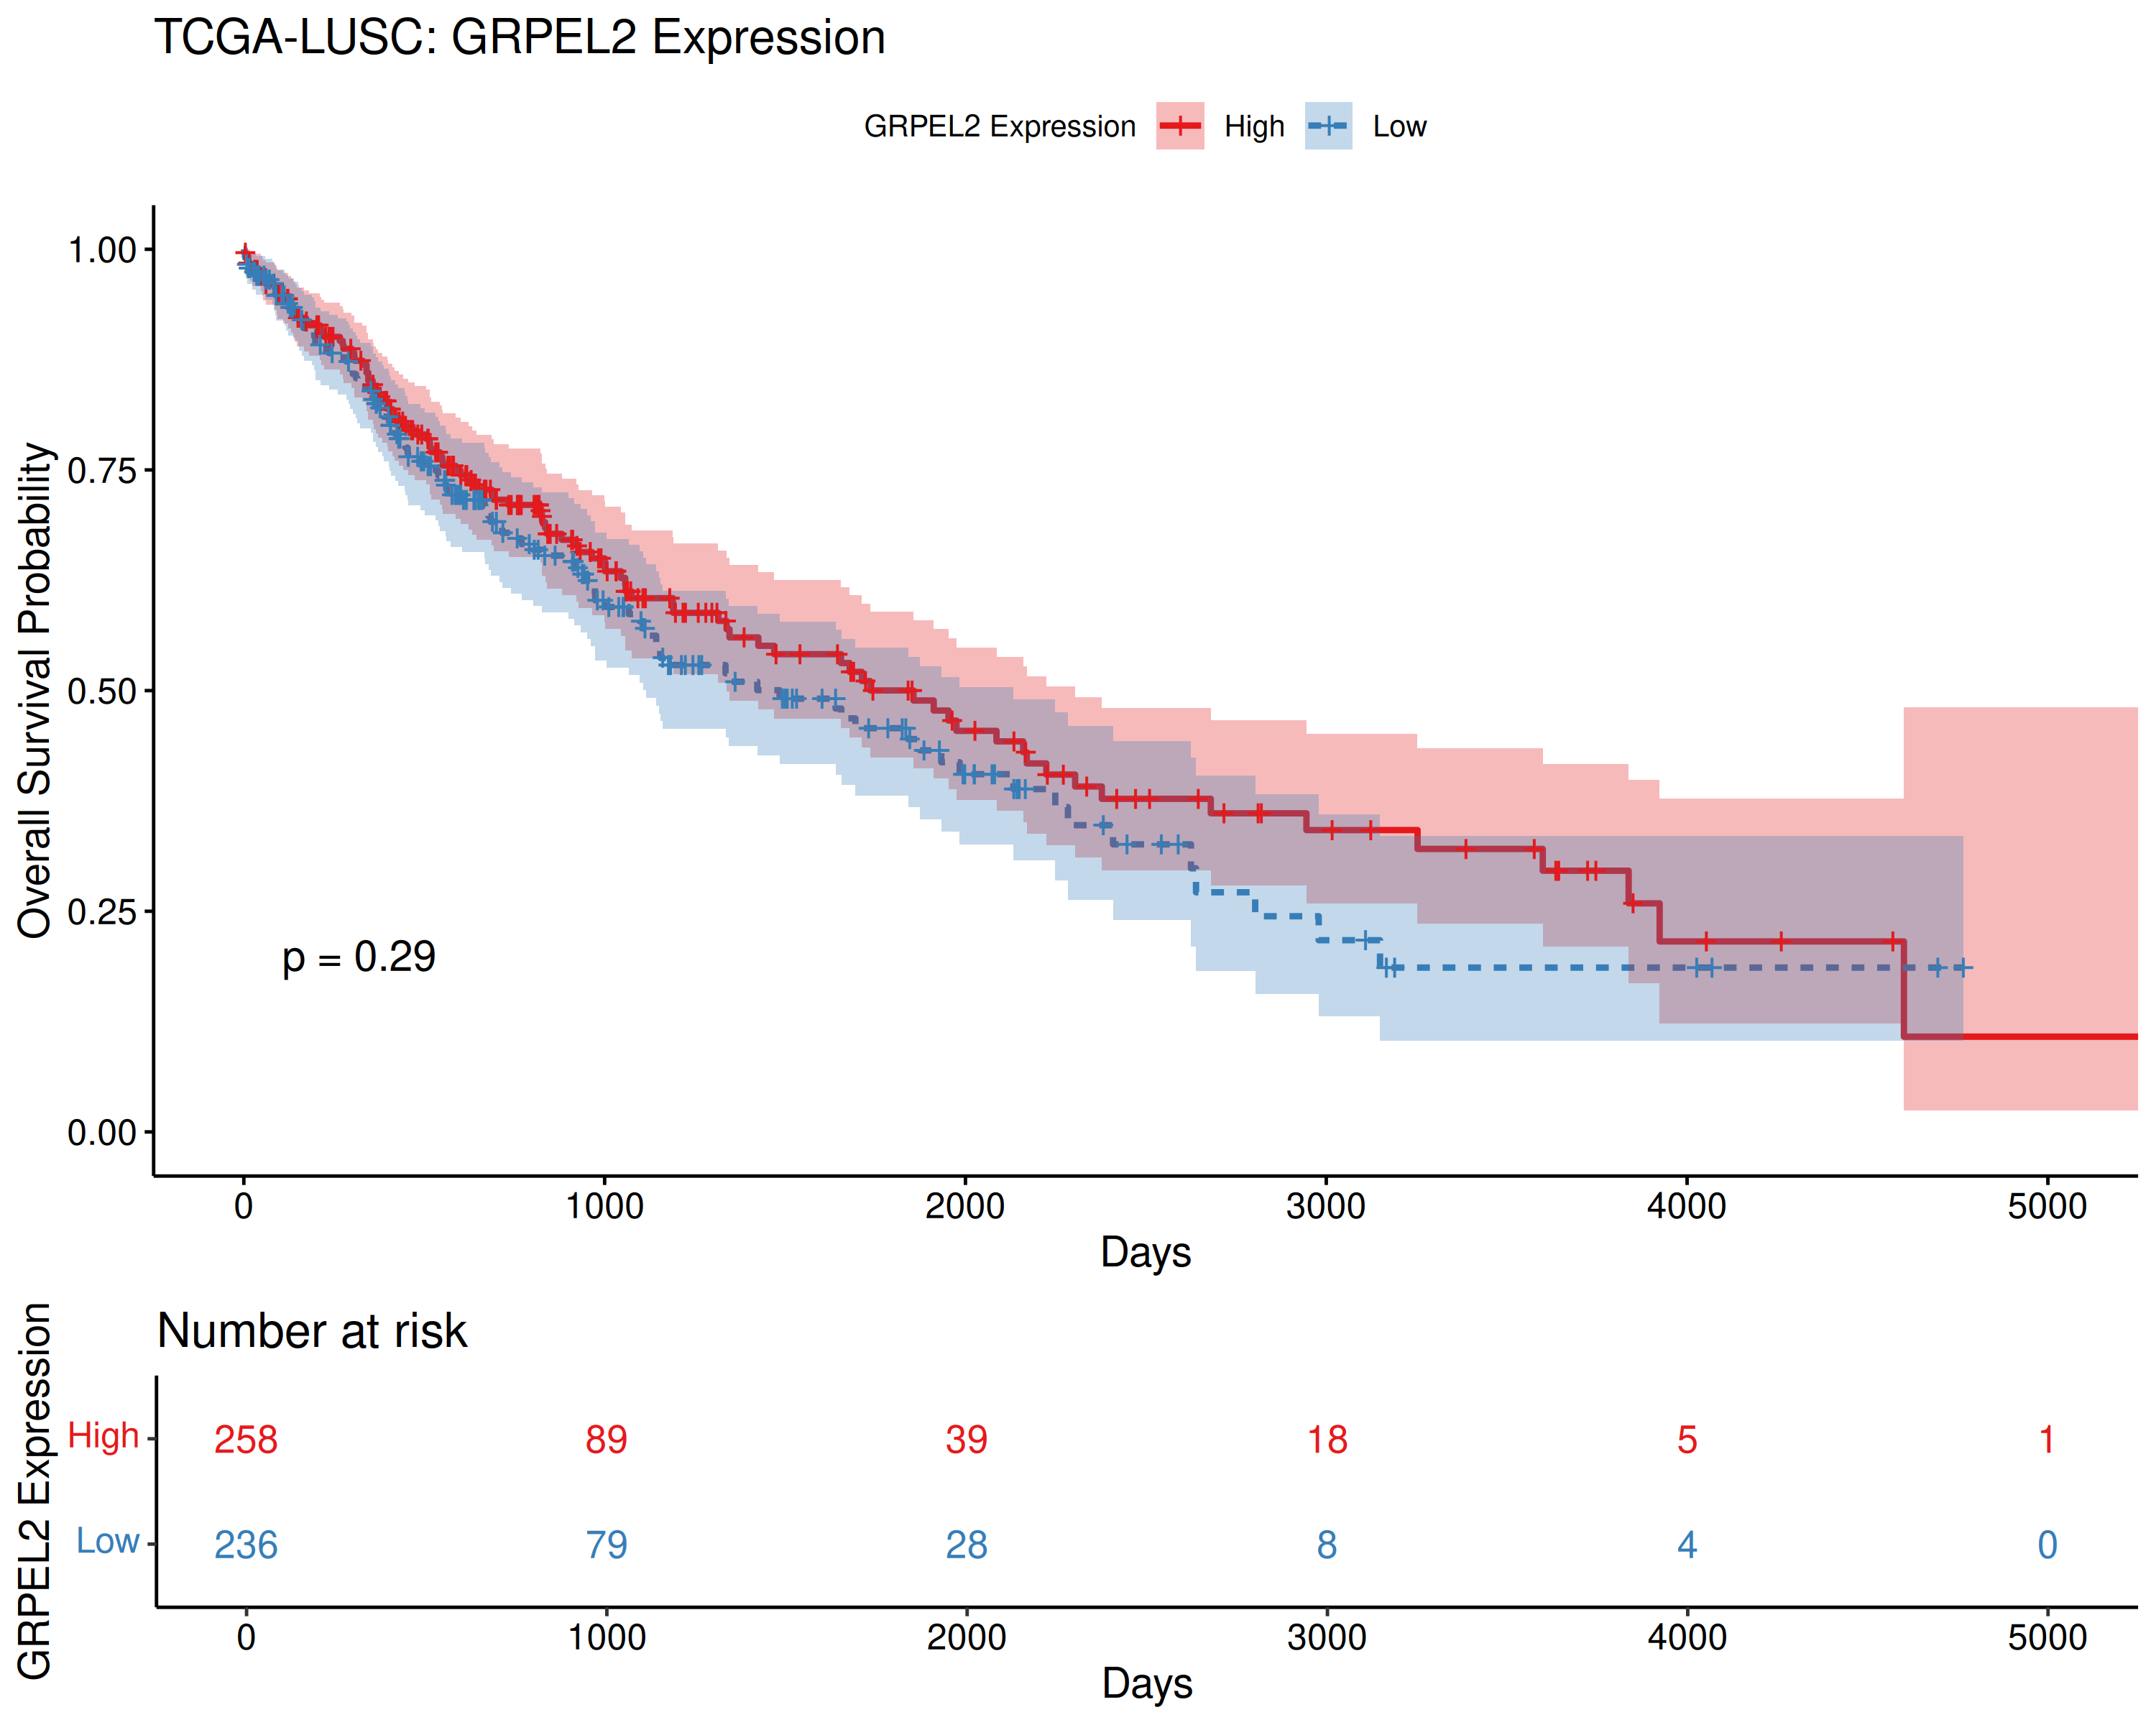 TCGA-LUSC: GRPEL2 Expression
GRPEL2 Expression High Low
Overall Survival Probability
1.00
0.75
0.50
0.25
0.00
p = 0.29
0 1000 2000 3000 4000 5000
Days
Number at risk
GRPEL2 Expression
High 258 89 39 18 5 1
Low 236 79 28 8 4 0
0 1000 2000 3000 4000 5000
Days